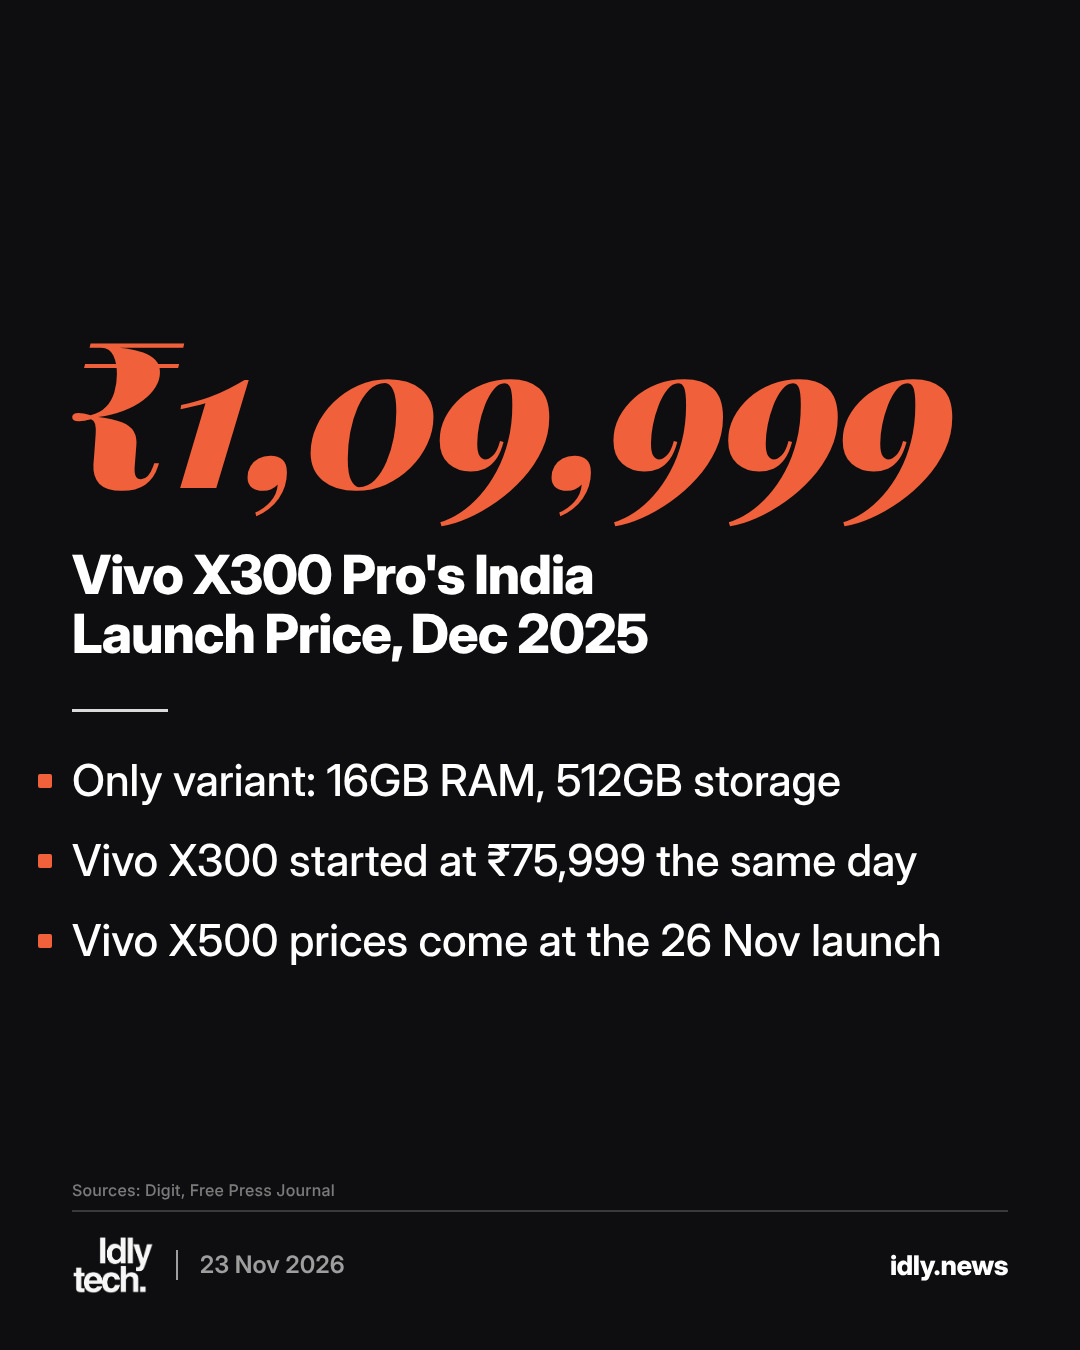 ₹1,09,999
Vivo X300 Pro's India
Launch Price, Dec 2025
Only variant: 16GB RAM, 512GB storage
Vivo X300 started at ₹75,999 the same day
Vivo X500 prices come at the 26 Nov launch
Sources: Digit, Free Press Journal
Idly
tech.
23 Nov 2026
idly.news